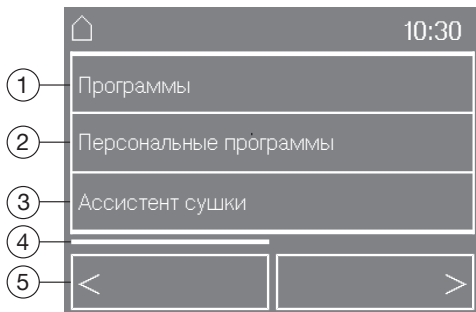 10:30
1 Программы
2 Персональные программы
3 Ассистент сушки
4
5 < >